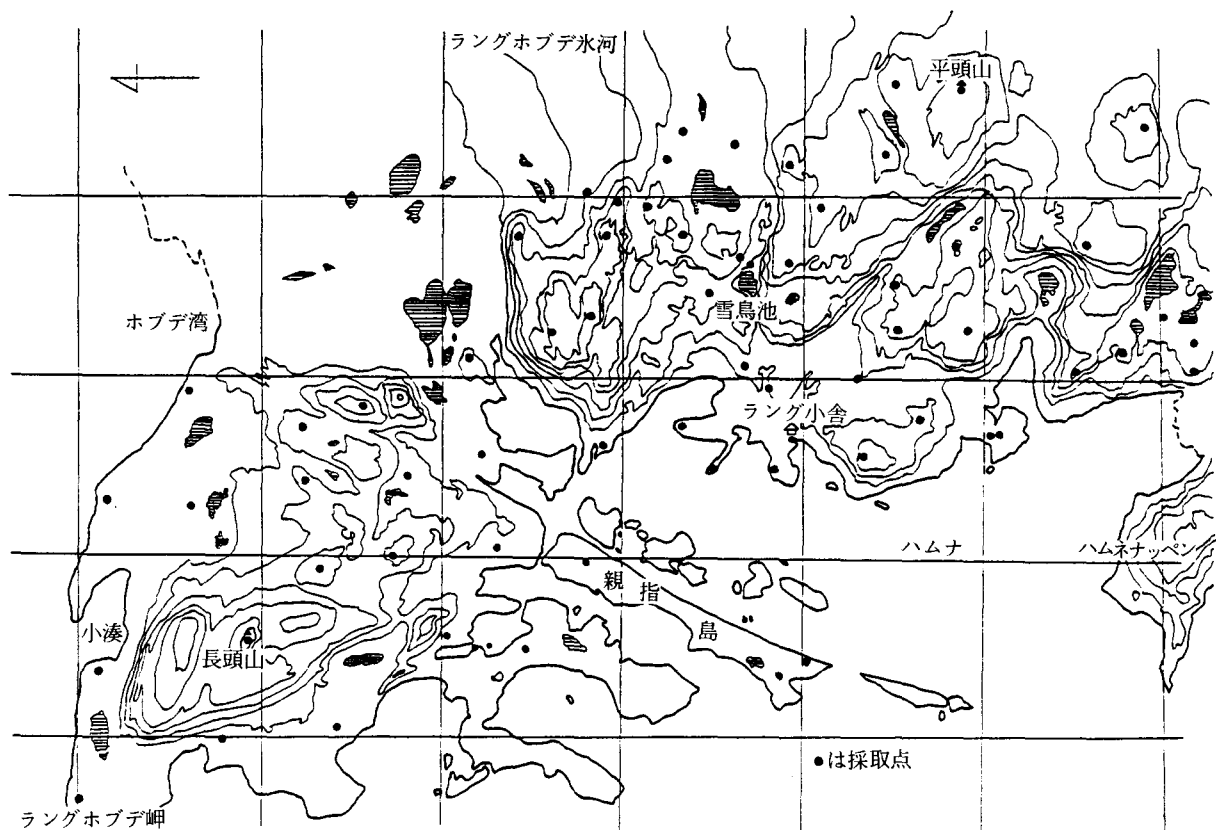 ラングホブデ氷河
平頭山
ホブデ湾
雪鳥池
ラング小舎
ハムナ
ハムネナッペン
親指島
小湊
長頭山
●は採取点
ラングホブデ岬